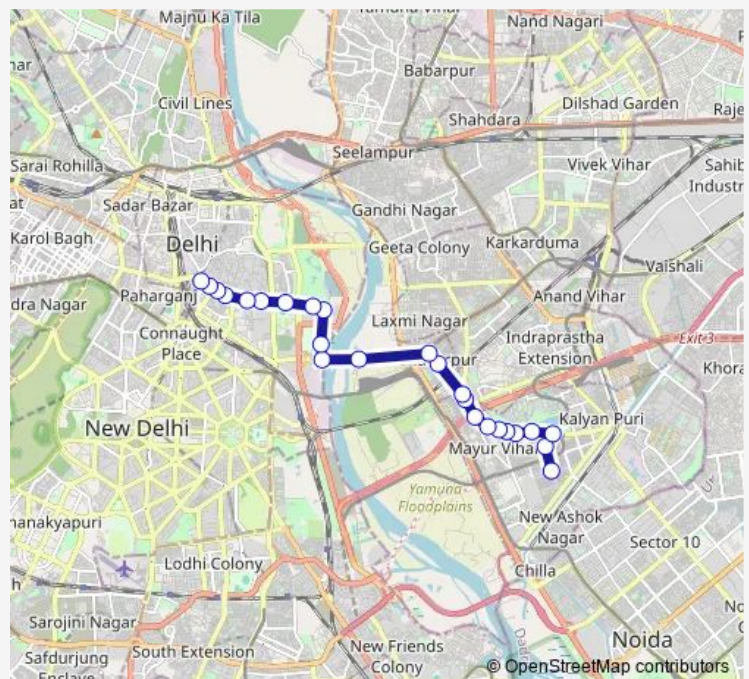 Majnu Ka Tila
Nand Nagari
Babarpur
Civil Lines
Dilshad Garden
Shahdara
Seelampur
Sarai Rohilla
Vivek Vihar
Sadar Bazar
Gandhi Nagar
Karol Bagh
Delhi
Geeta Colony
Karkarduma
Vaishali
Paharganj
Anand Vihar
Connaught
Place
Laxmi Nagar
Indraprastha
Extension
Exit 3
Kalyan Puri
New Delhi
Mayur Vihar
Yamuna
Floodplains
New Ashok
Nagar
Sector 10
Lodhi Colony
Chilla
Sarojini Nagar
South Extension
New Friends
Colony
Noida
Safdurjung
Enclave
© OpenStreetMap contributors